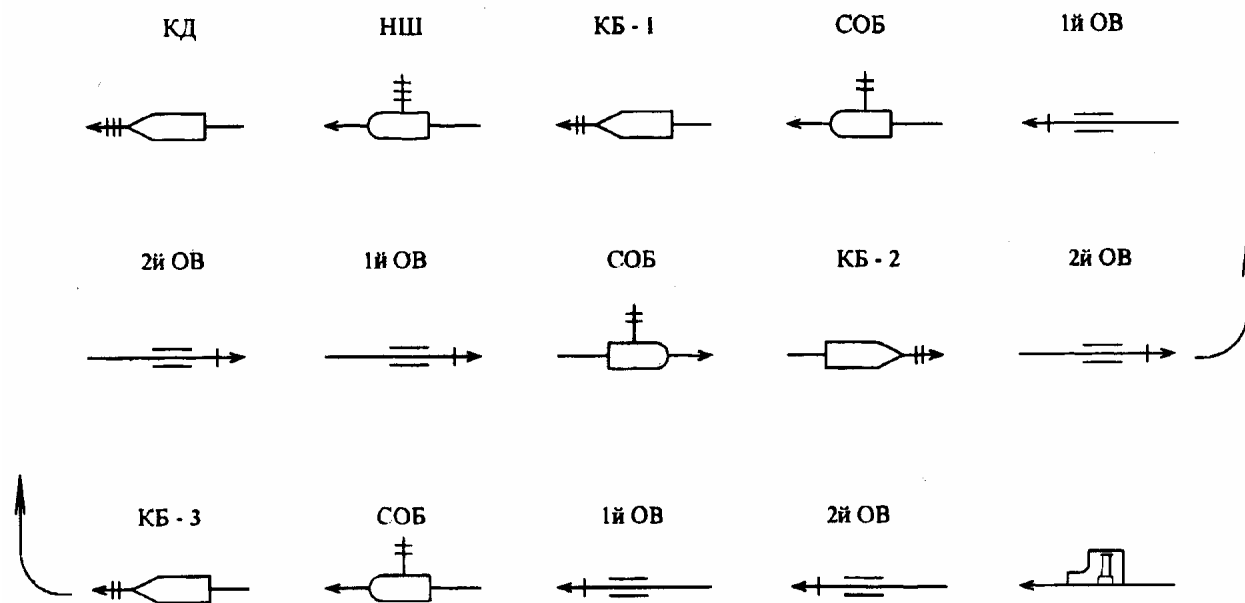 КД НШ КБ - 1 СОБ 1й ОВ
2й ОВ 1й ОВ СОБ КБ - 2 2й ОВ
КБ - 3 СОБ 1й ОВ 2й ОВ